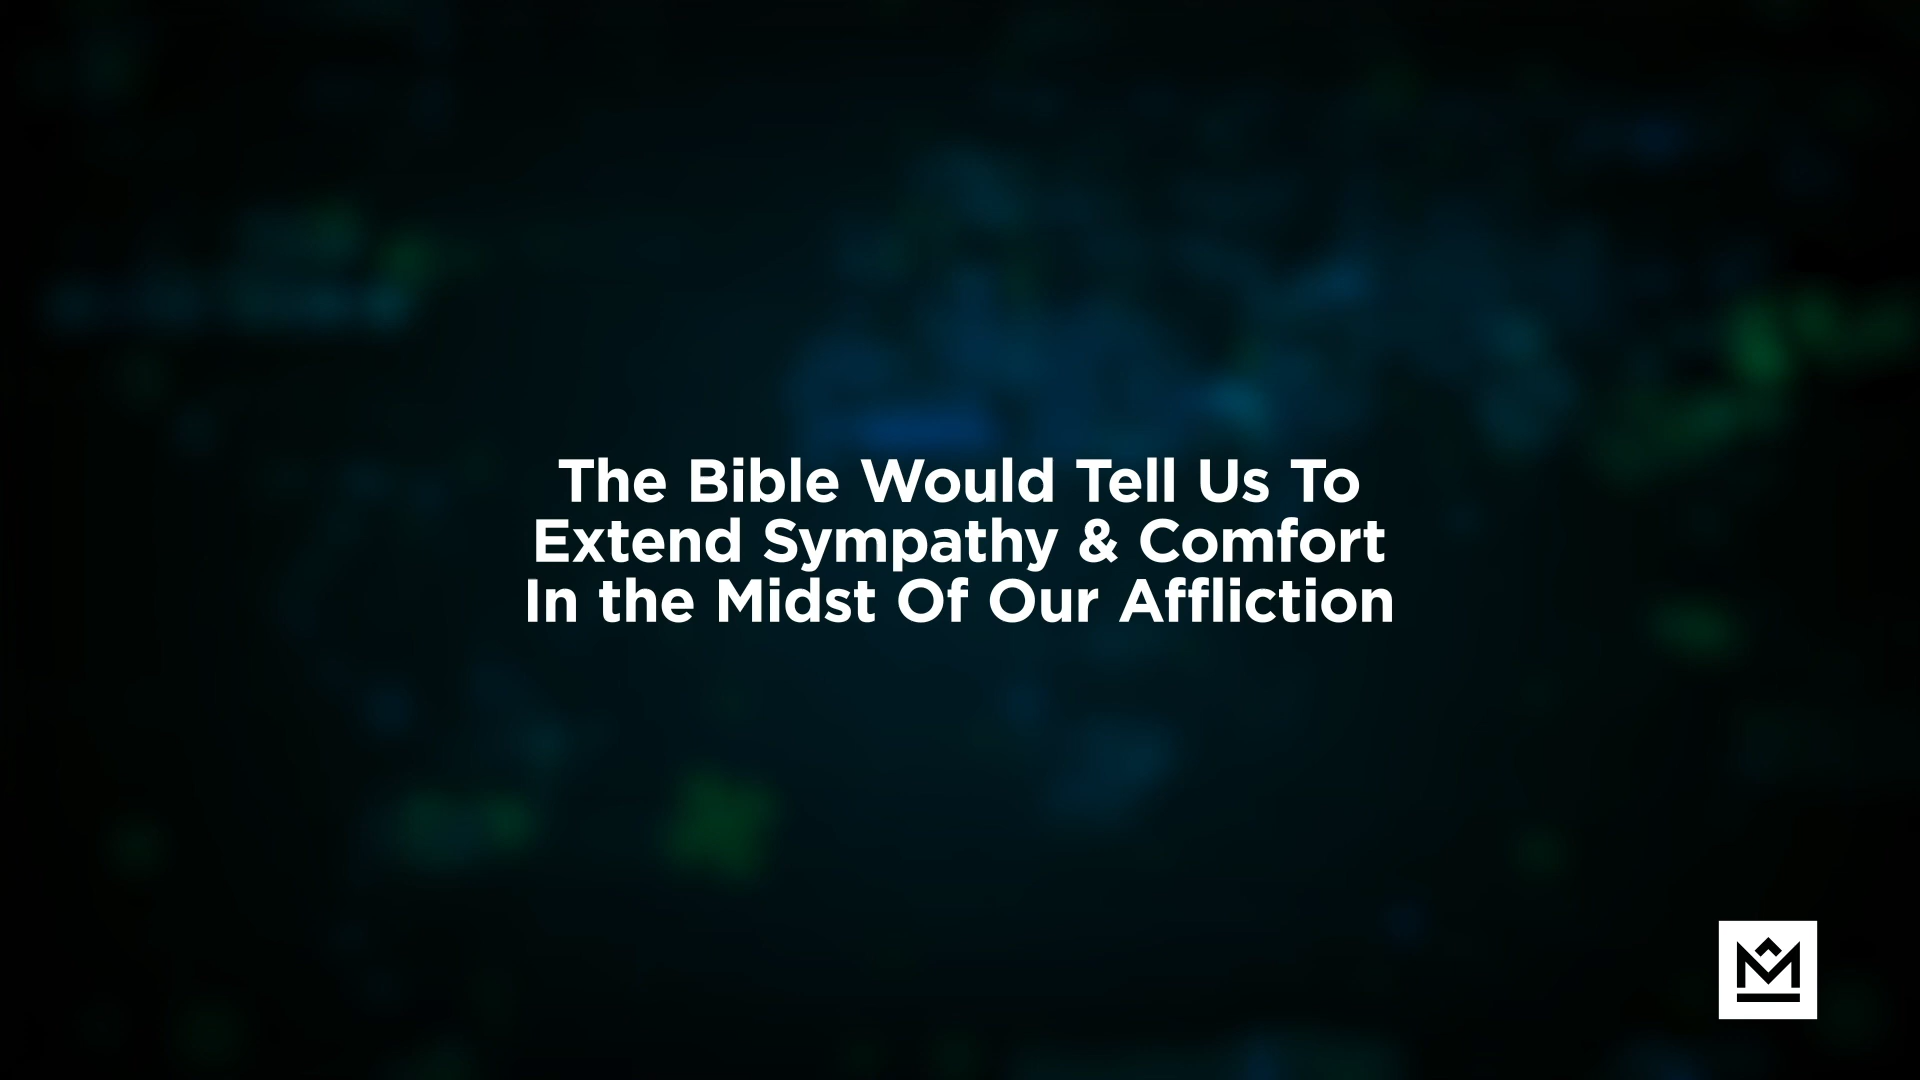 The Bible Would Tell Us To
Extend Sympathy & Comfort
In the Midst Of Our Affliction